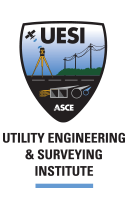 UESI
ASCE
UTILITY ENGINEERING
& SURVEYING
INSTITUTE